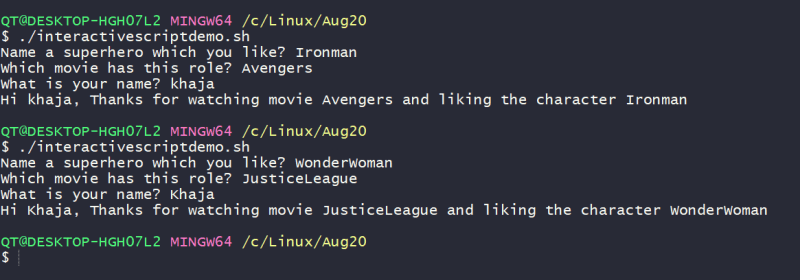 QT@DESKTOP-HGH07L2 MINGW64 /c/Linux/Aug20
$ ./interactivescriptdemo.sh
Name a superhero which you like? Ironman
Which movie has this role? Avengers
What is your name? khaja
Hi khaja, Thanks for watching movie Avengers and liking the character Ironman
QT@DESKTOP-HGH07L2 MINGW64 /c/Linux/Aug20
$ ./interactivescriptdemo.sh
Name a superhero which you like? WonderWoman
Which movie has this role? JusticeLeague
What is your name? Khaja
Hi Khaja, Thanks for watching movie JusticeLeague and liking the character WonderWoman
QT@DESKTOP-HGH07L2 MINGW64 /c/Linux/Aug20
$